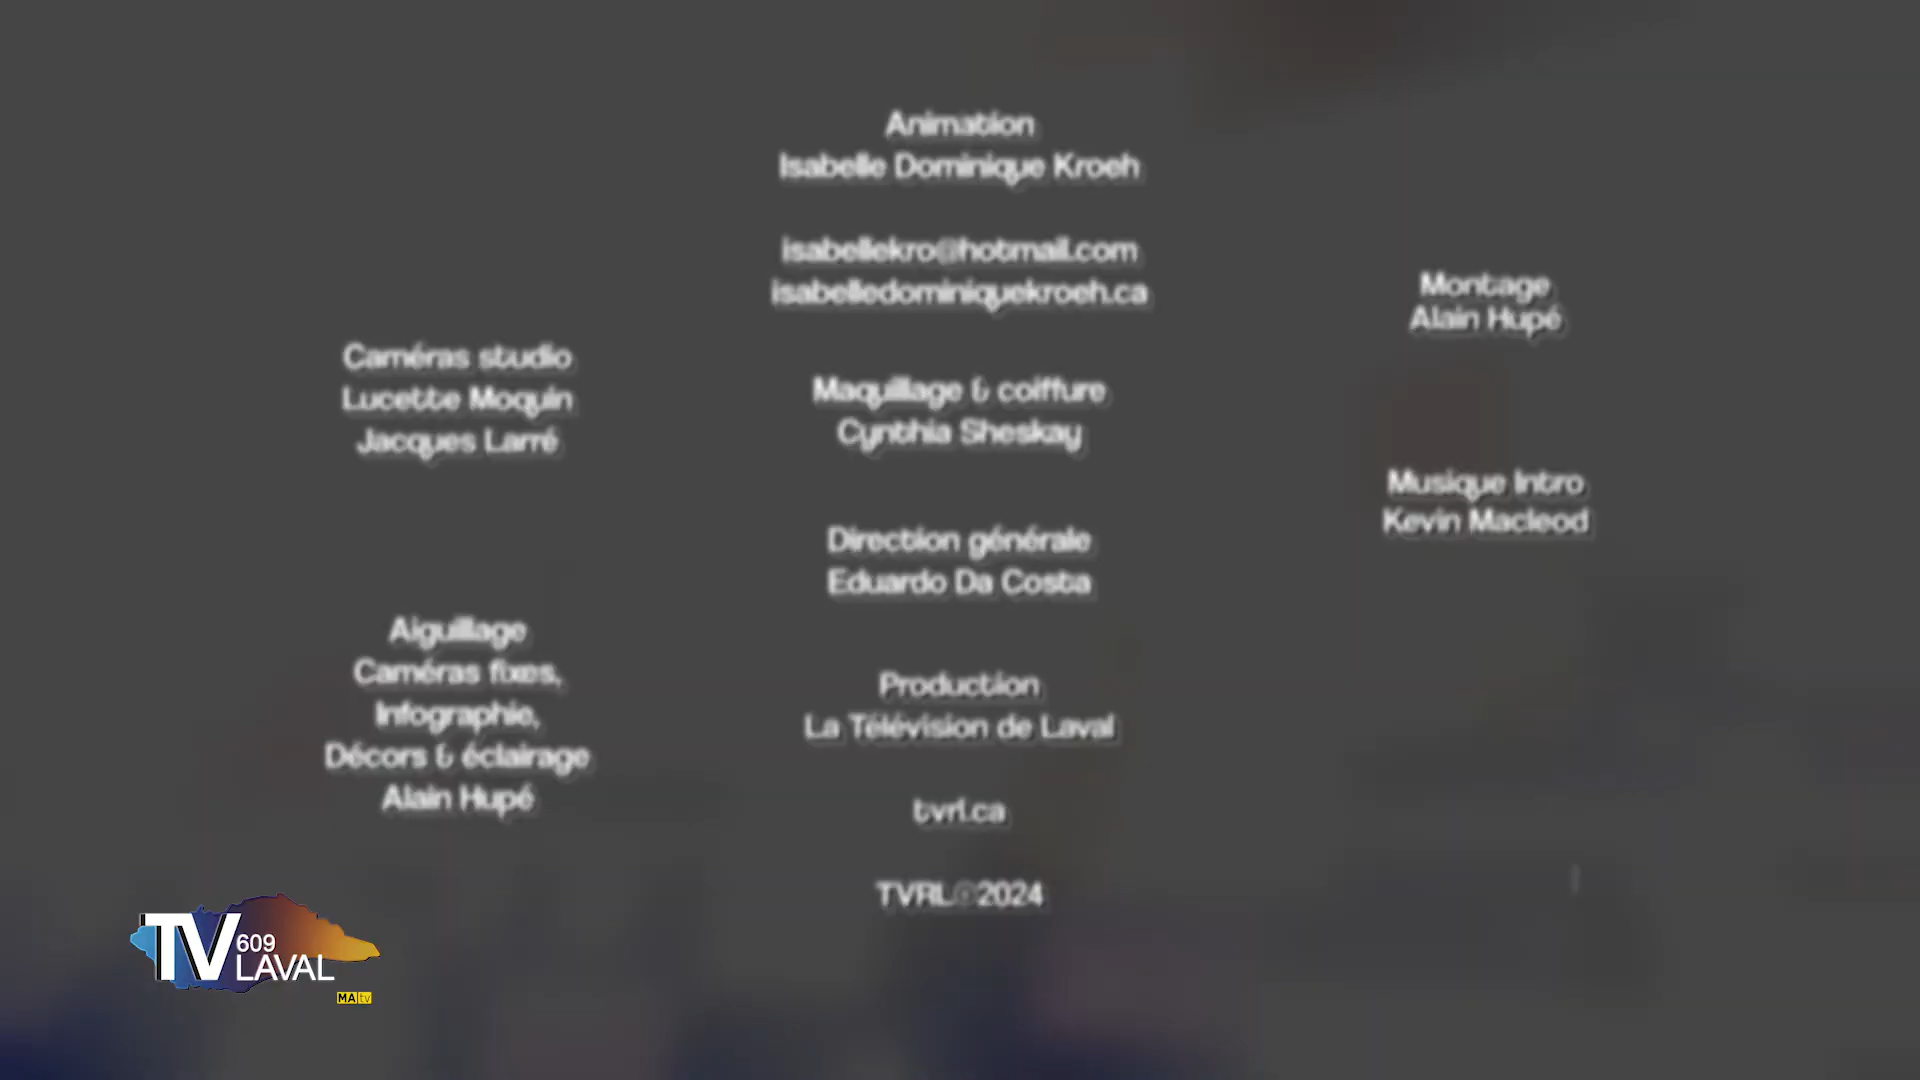 Caméras studio
Lucette Moquin
Jacques Larré
Aiguillage
Caméras fixes,
Infographie,
Décors & éclairage
Alain Hupé
Animation
Isabelle Dominique Kroeh
isabellekro@hotmail.com
isabelledominiquekroeh.ca
Maquillage & coiffure
Cynthia Sheskay
Direction générale
Eduardo Da Costa
Production
La Télévision de Laval
tvrl.ca
TVRL©2024
Montage
Alain Hupé
Musique Intro
Kevin Macleod
TV 609
LAVAL
MAtv